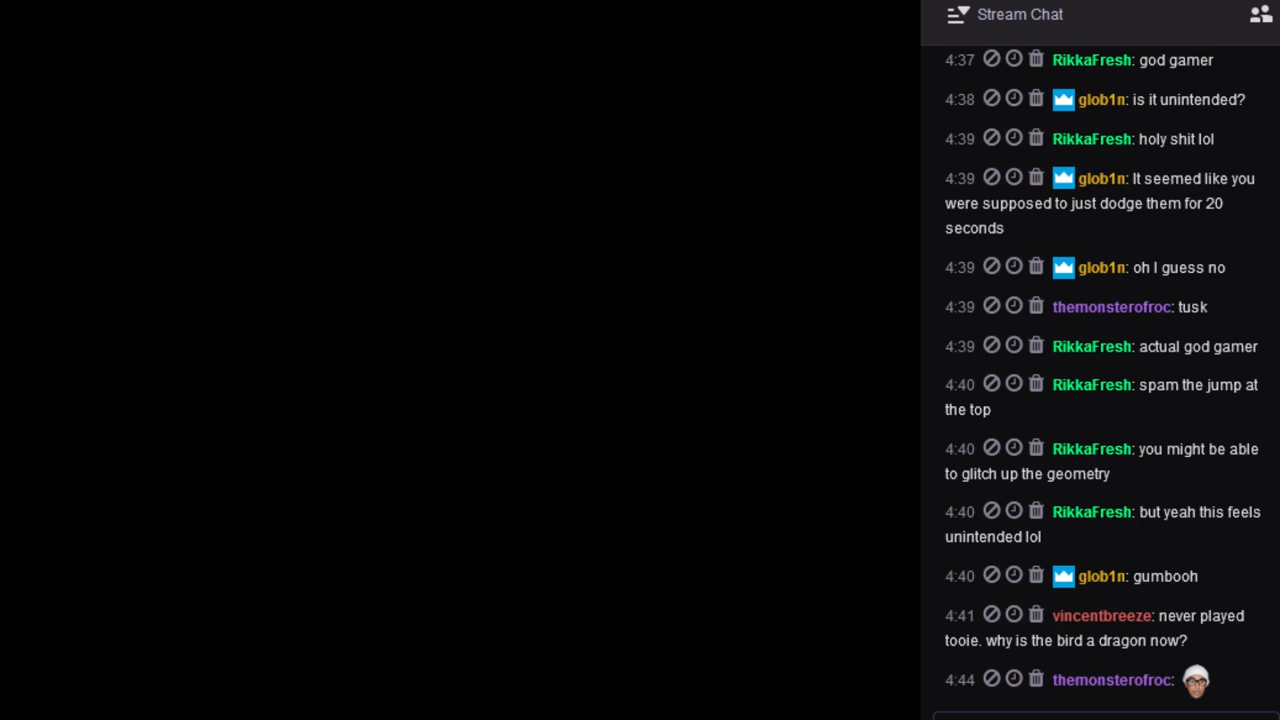 Stream Chat
4:37 RikkaFresh: god gamer
4:38 glob1n: is it unintended?
4:39 RikkaFresh: holy shit lol
4:39 glob1n: It seemed like you
were supposed to just dodge them for 20
seconds
4:39 glob1n: oh I guess no
4:39 themonsterofroc: tusk
4:39 RikkaFresh: actual god gamer
4:40 RikkaFresh: spam the jump at
the top
4:40 RikkaFresh: you might be able
to glitch up the geometry
4:40 RikkaFresh: but yeah this feels
unintended lol
4:40 glob1n: gumbooh
4:41 vincentbreeze: never played
tooie. why is the bird a dragon now?
4:44 themonsterofroc: